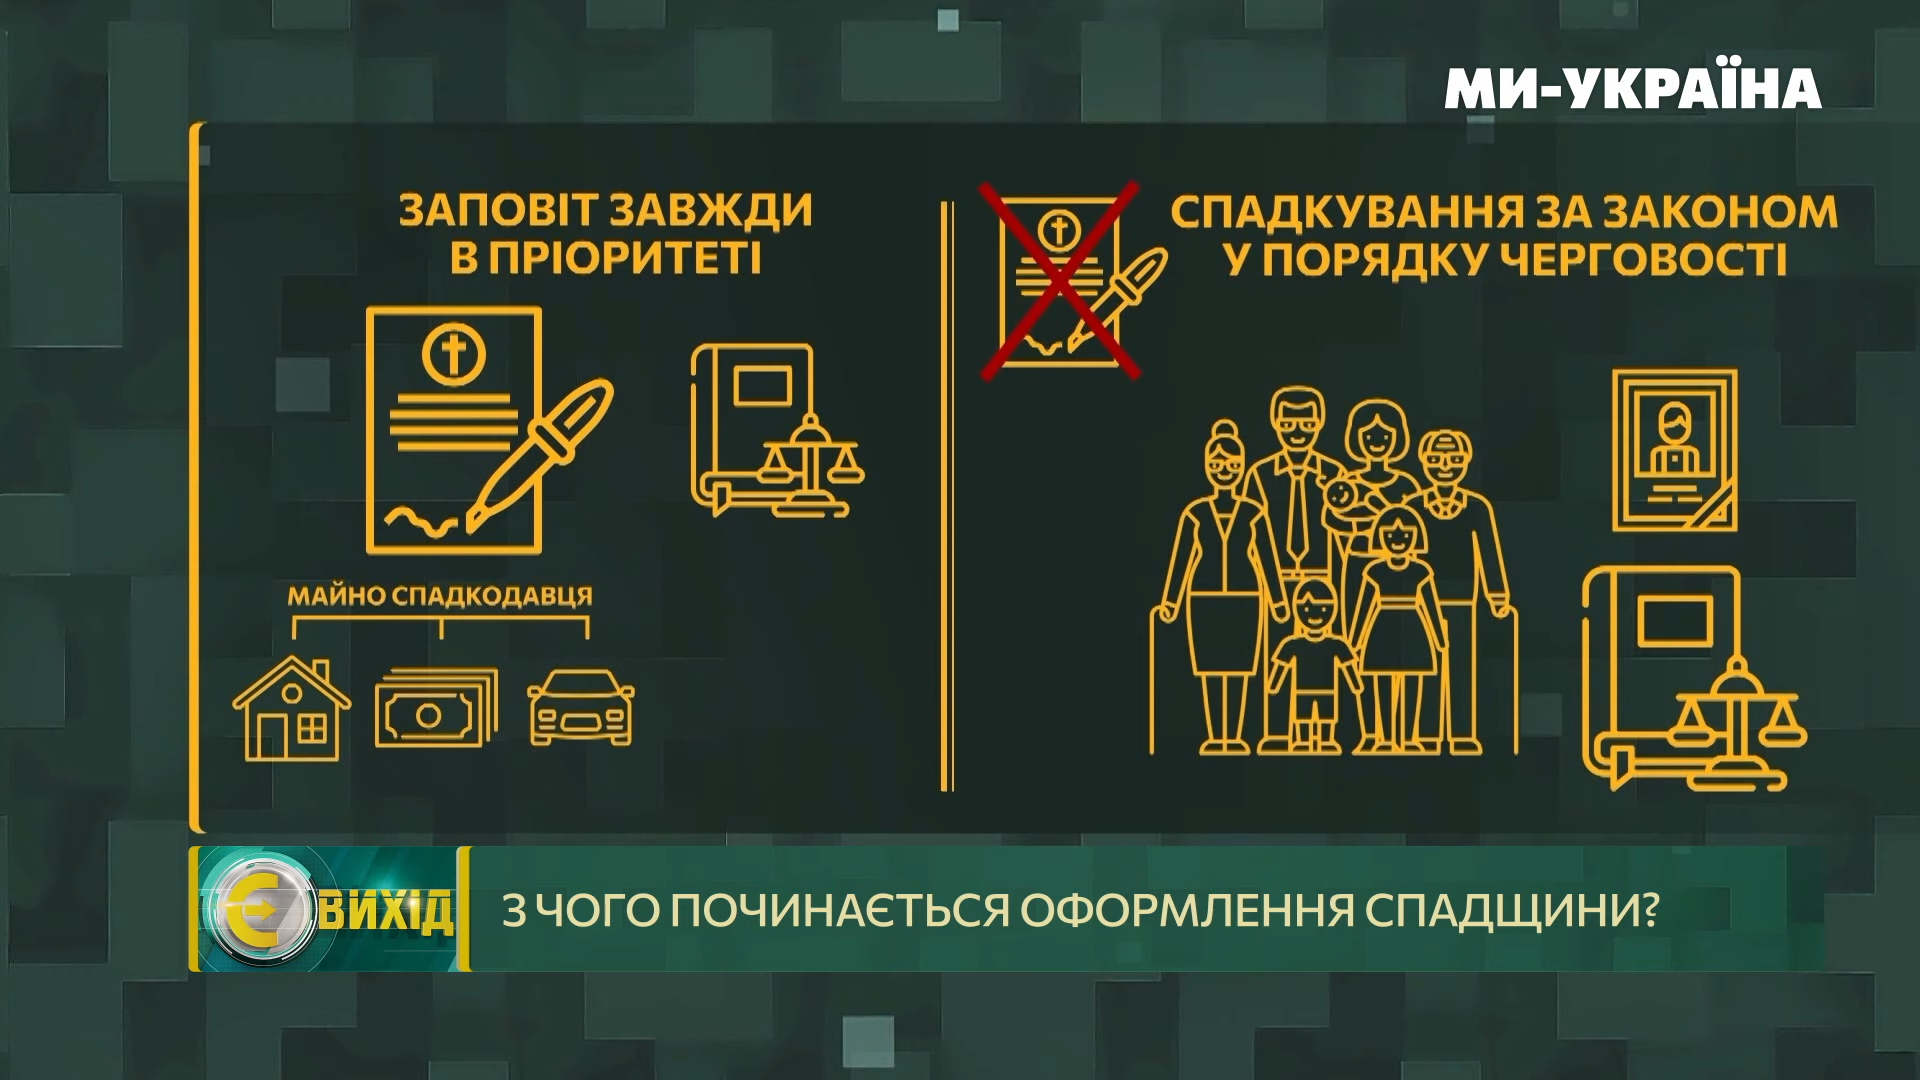 МИ-УКРАЇНА
ЗАПОВІТ ЗАВЖДИ
В ПРІОРИТЕТІ
МАЙНО СПАДКОДАВЦЯ
СПАДКУВАННЯ ЗА ЗАКОНОМ
У ПОРЯДКУ ЧЕРГОВОСТІ
Є ВИХІД
З ЧОГО ПОЧИНАЄТЬСЯ ОФОРМЛЕННЯ СПАДЩИНИ?